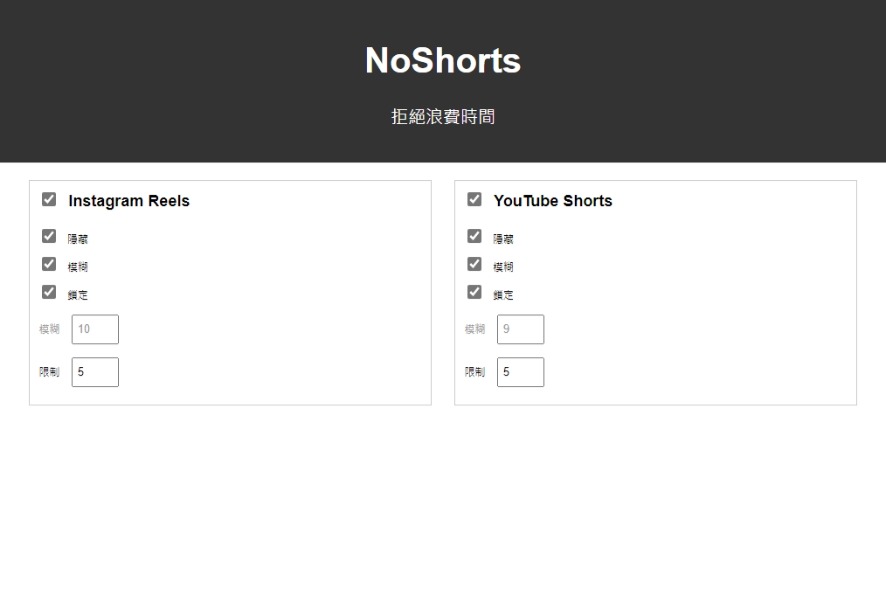 NoShorts
拒絕浪費時間
Instagram Reels
隱藏
模糊
鎖定
模糊 10
限制 5
YouTube Shorts
隱藏
模糊
鎖定
模糊 9
限制 5